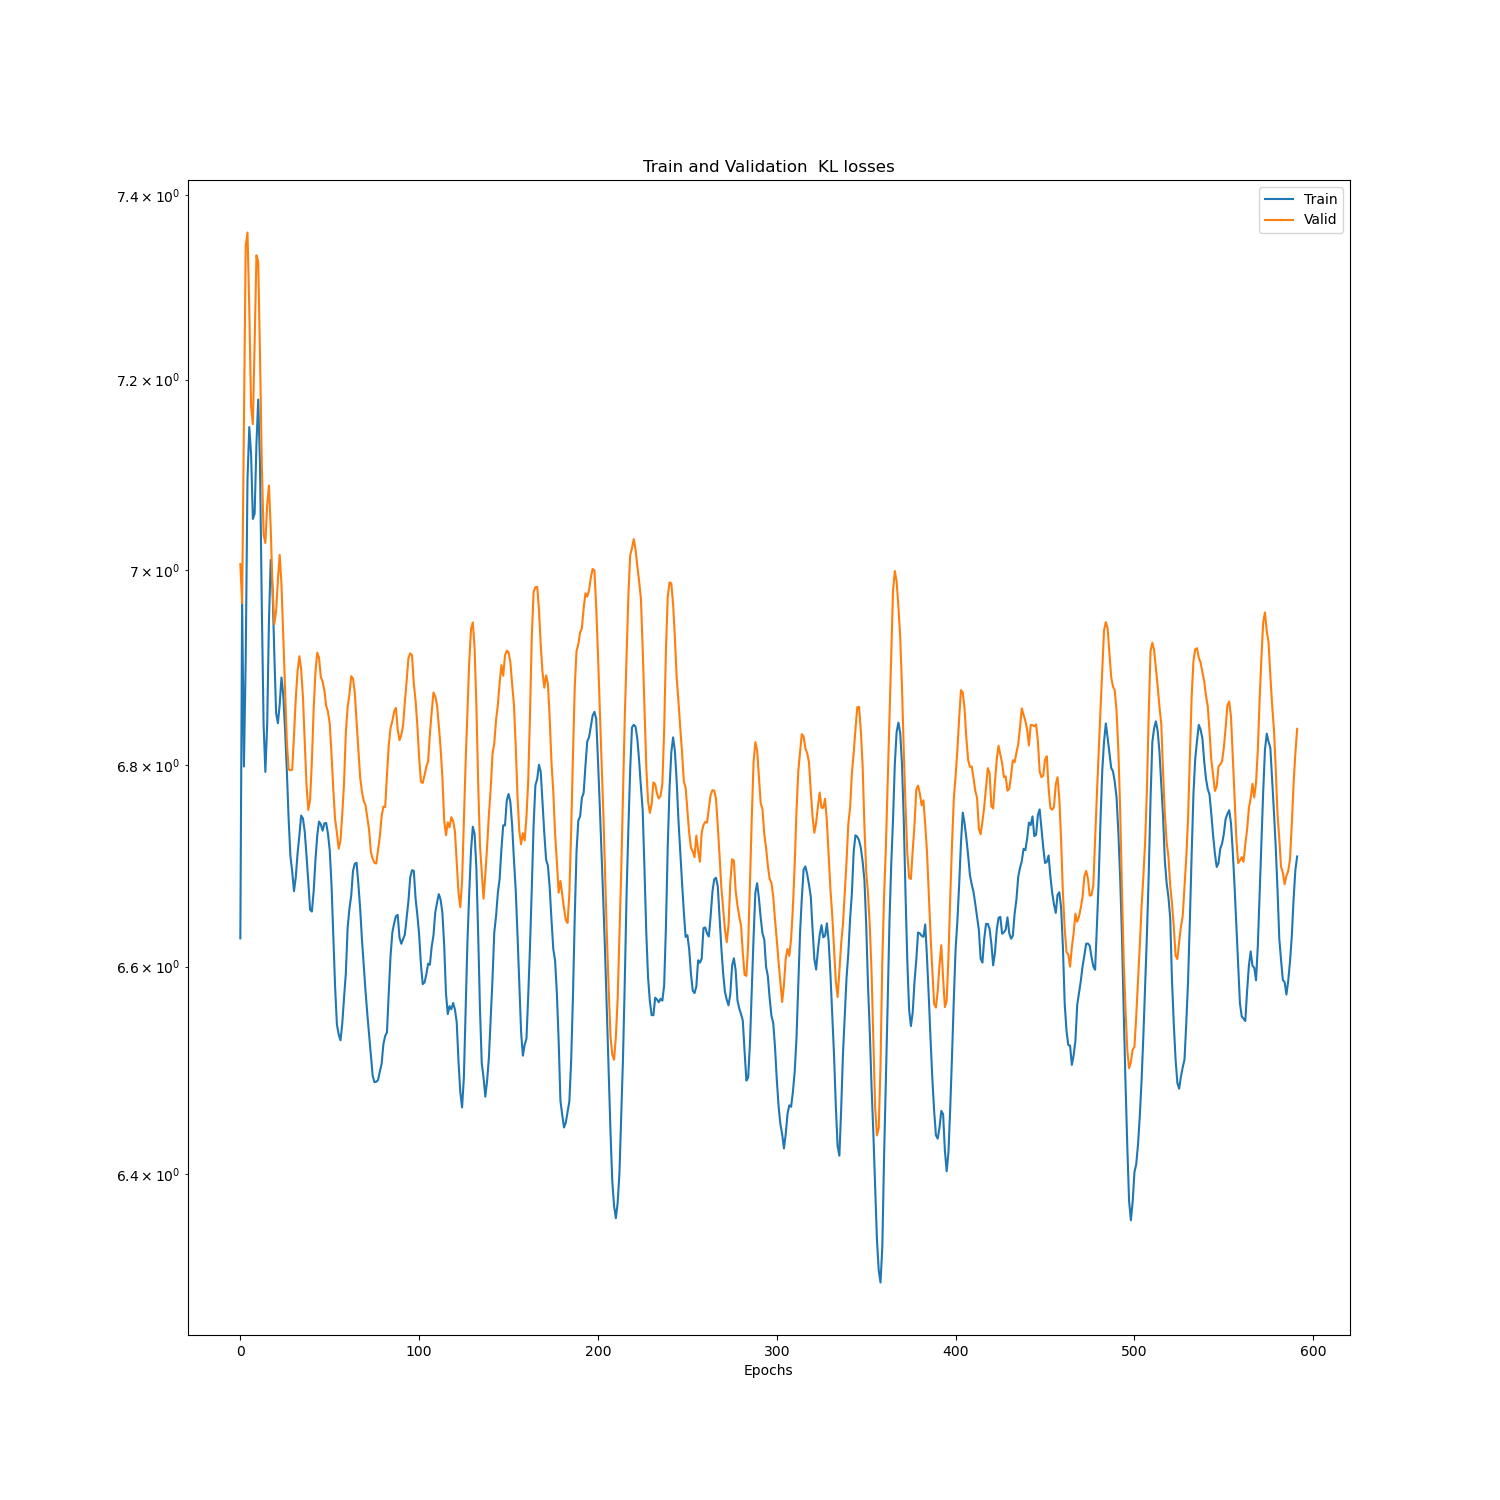 Train and Validation  KL losses
7.4 × 10⁰
7.2 × 10⁰
7 × 10⁰
6.8 × 10⁰
6.6 × 10⁰
6.4 × 10⁰
Train
Valid
0 100 200 300 400 500 600
Epochs